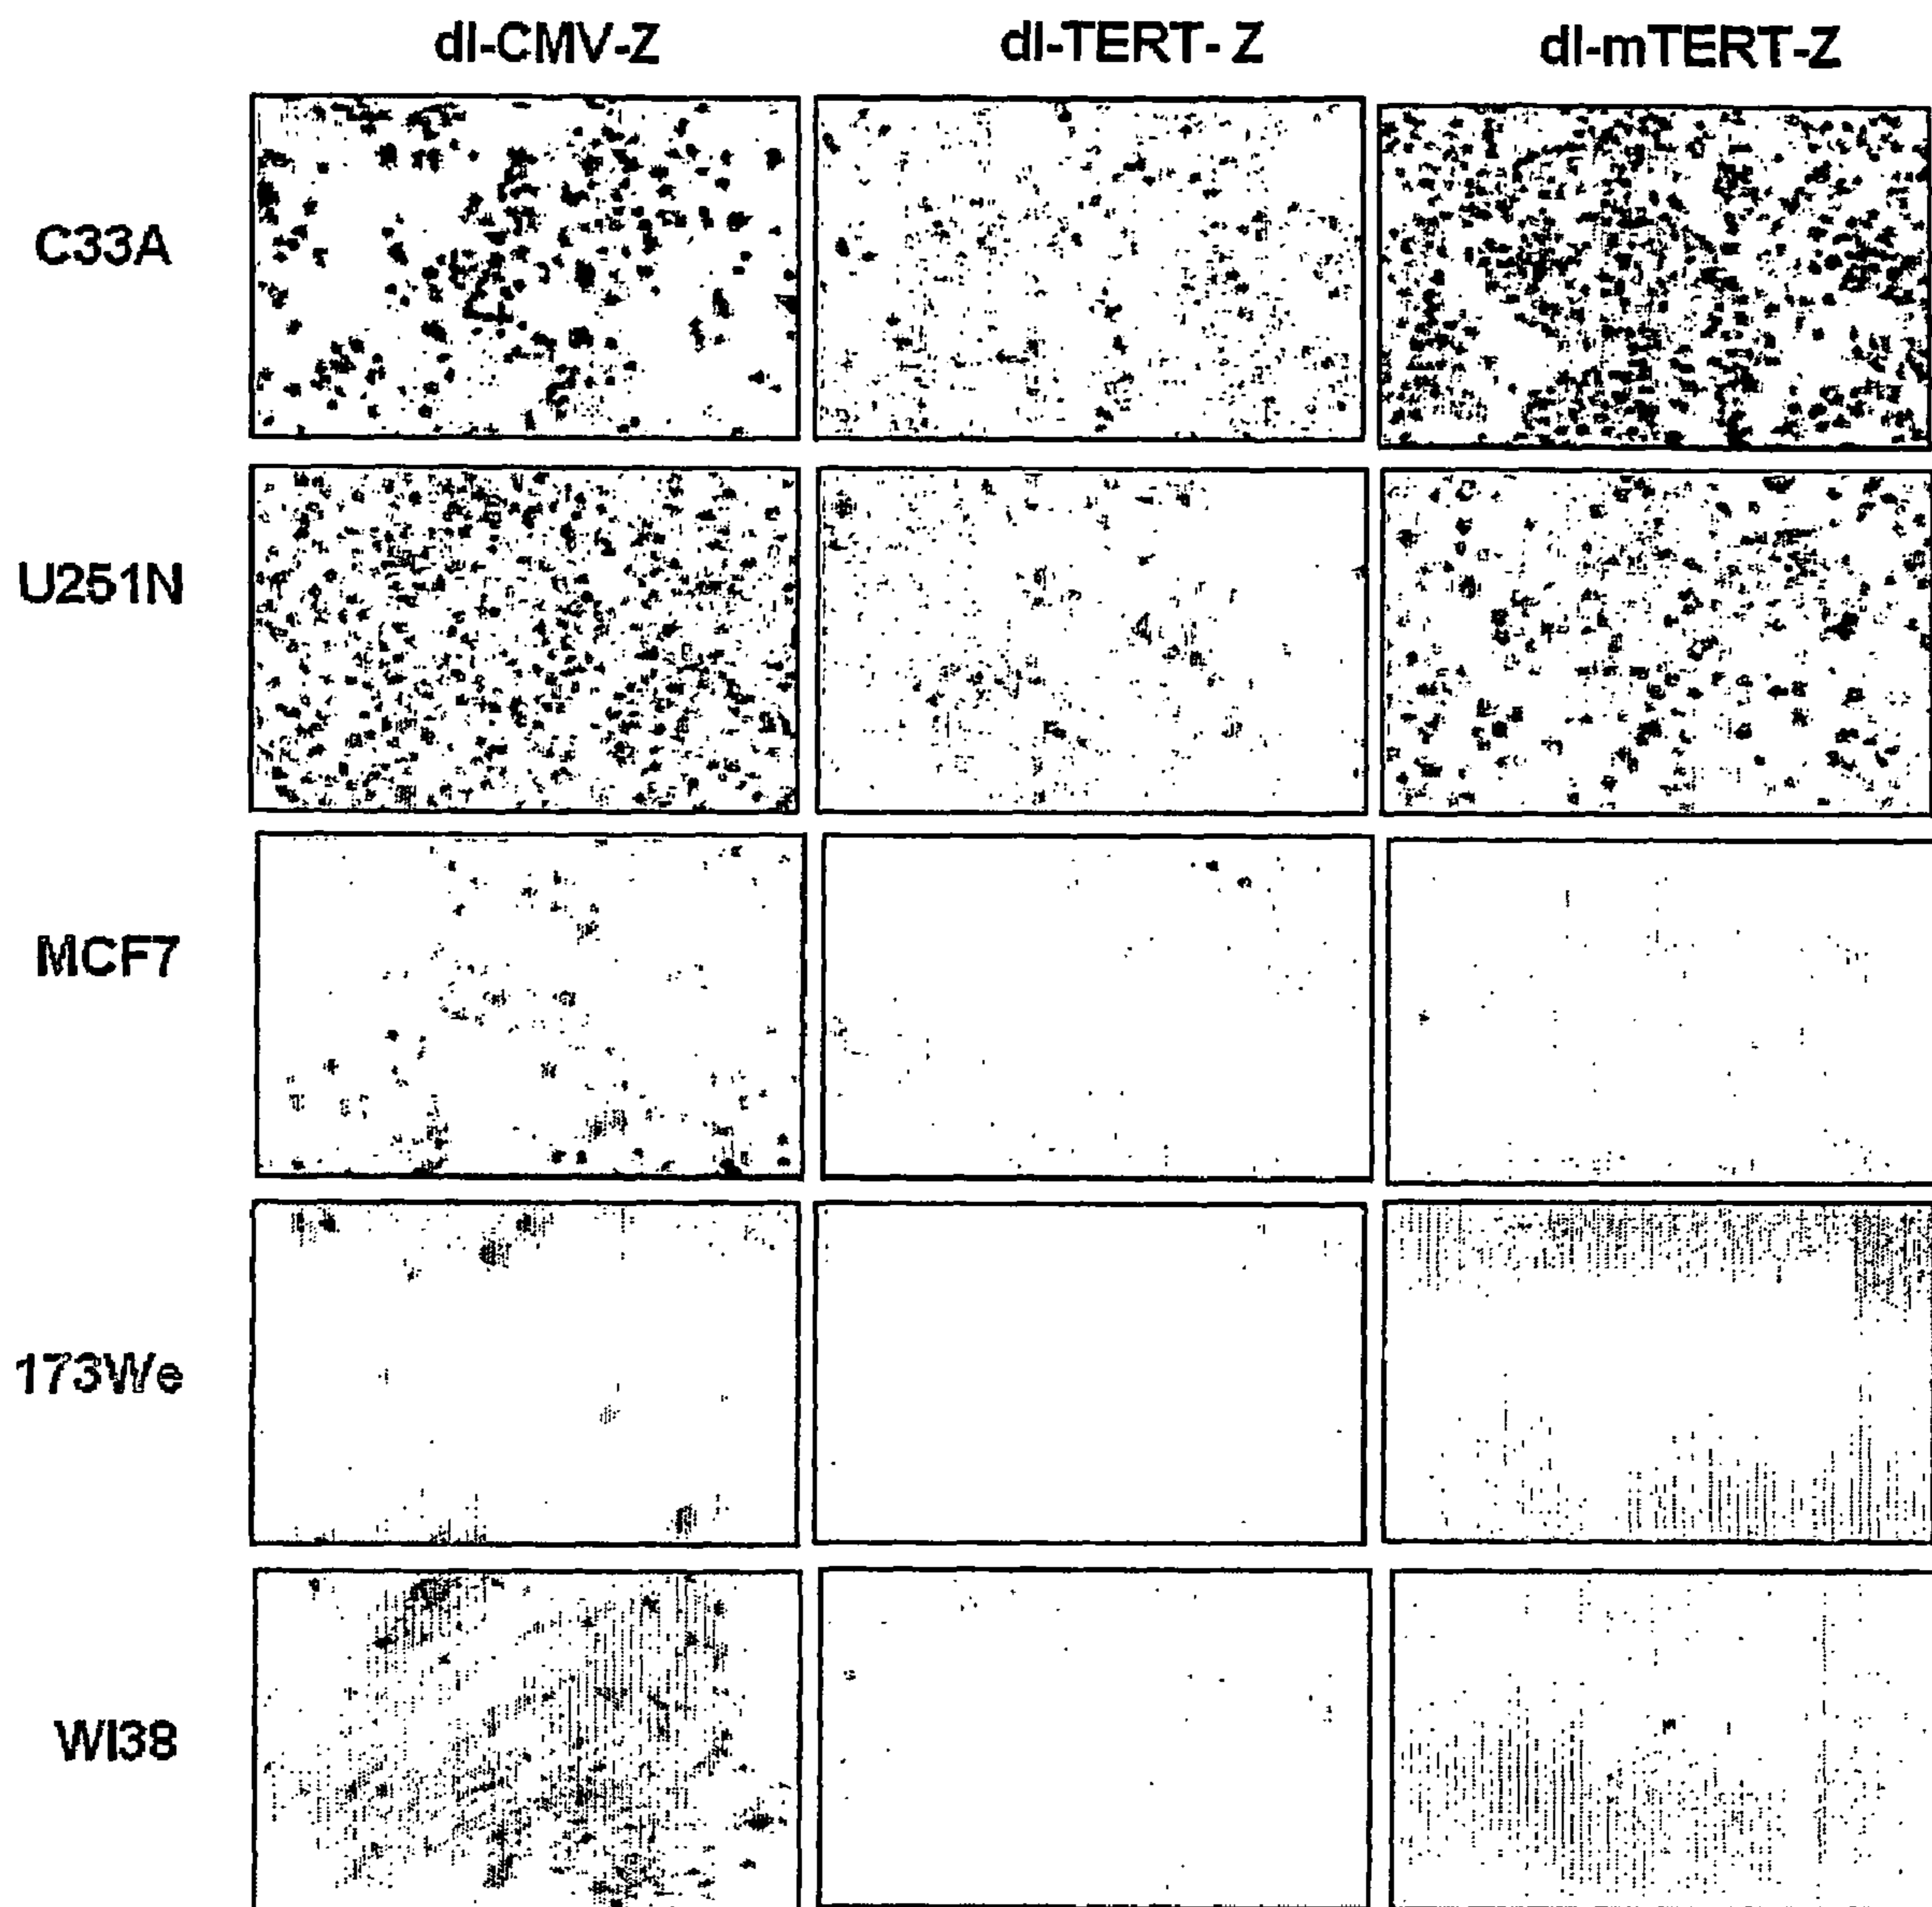 dl-CMV-Z
dl-TERT- Z
dl-mTERT-Z
C33A
U251N
MCF7
173We
WI38